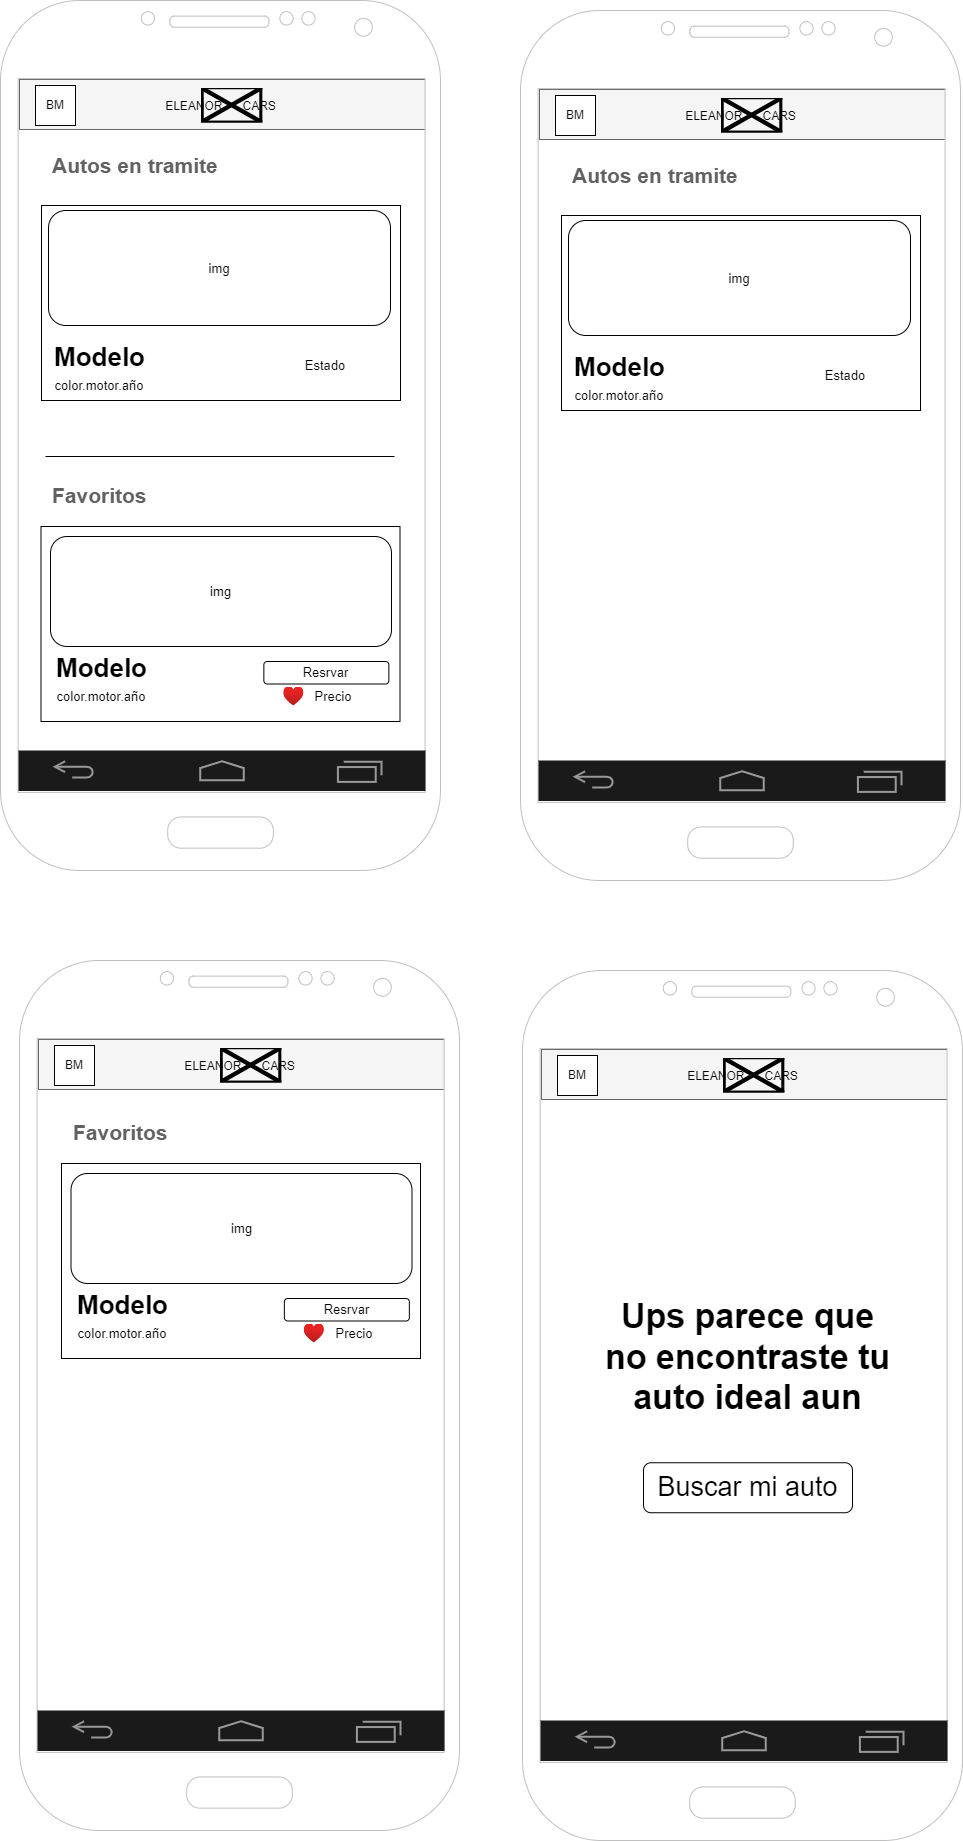 BM
ELEANOR CARS
Autos en tramite
img
Modelo
Estado
color.motor.año
Favoritos
img
Modelo
Resrvar
color.motor.año
Precio
BM
ELEANOR CARS
Autos en tramite
img
Modelo
Estado
color.motor.año
BM
ELEANOR CARS
Favoritos
img
Modelo
Resrvar
color.motor.año
Precio
BM
ELEANOR CARS
Ups parece que
no encontraste tu
auto ideal aun
Buscar mi auto